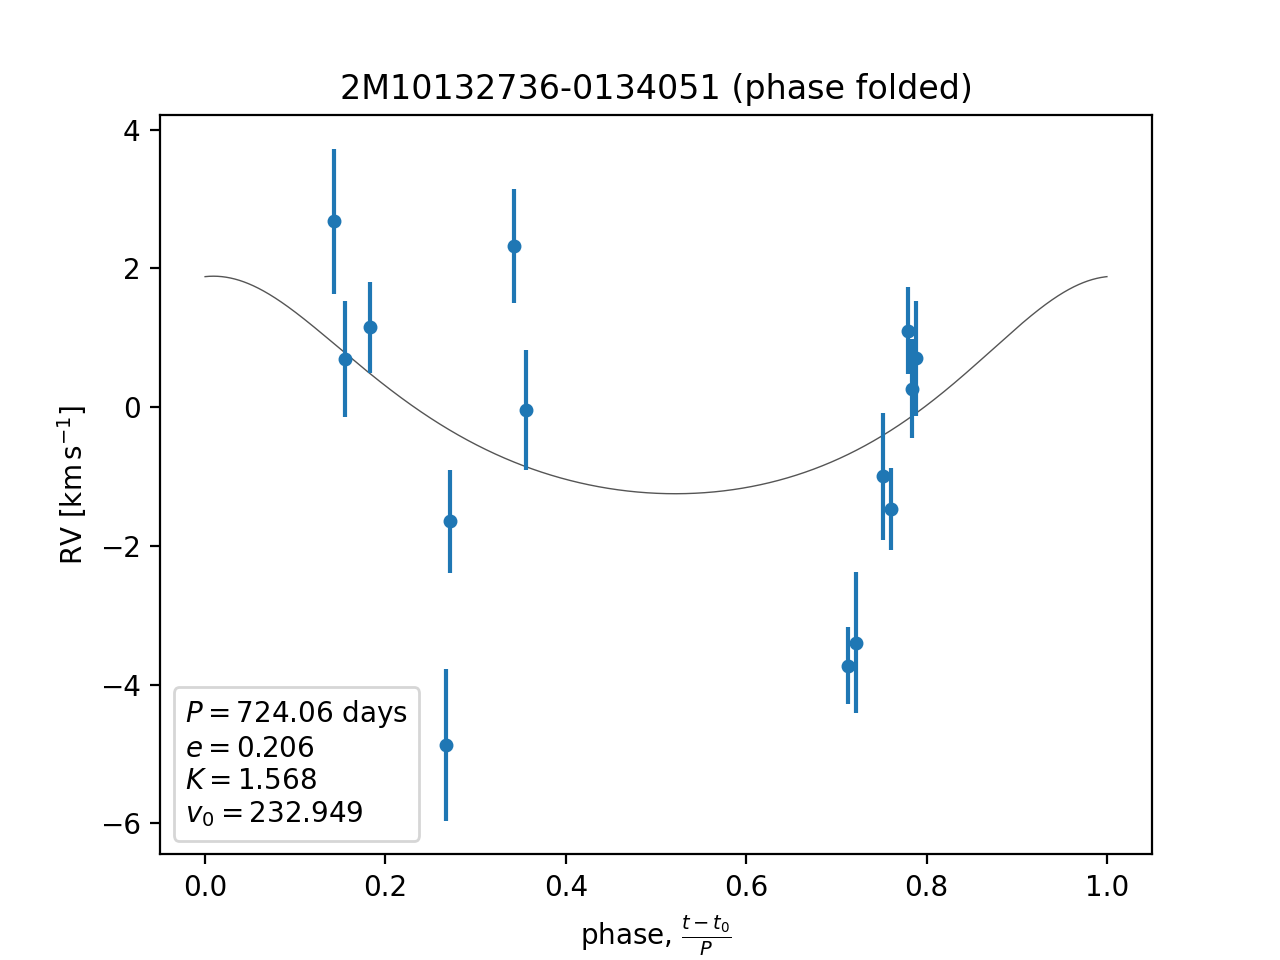 2M10132736-0134051 (phase folded)
4
2
0
−2
−4
−6
RV [km s⁻¹]
P = 724.06 days
e = 0.206
K = 1.568
v₀ = 232.949
0.0 0.2 0.4 0.6 0.8 1.0
phase, (t − t₀)/P